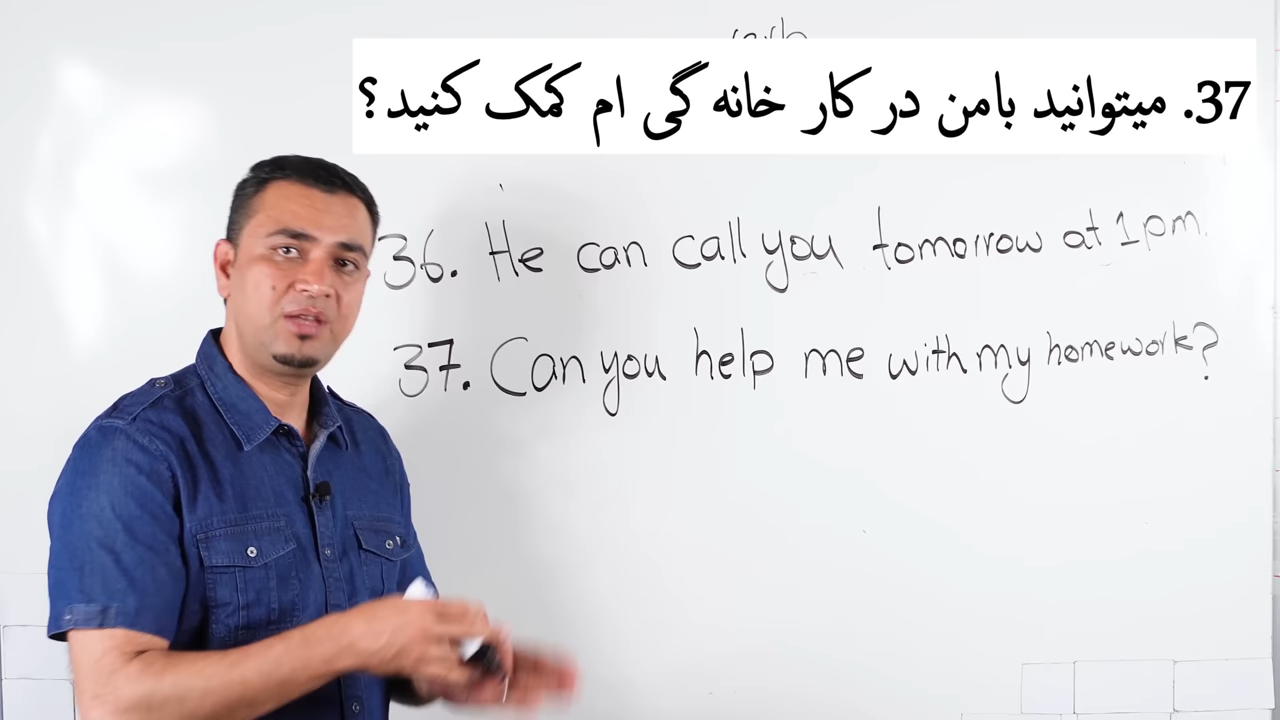 verb
37. میتوانید بامن در کار خانه گی ام کمک کنید؟
36. He can call you tomorrow at 1pm.
37. Can you help me with my homework?